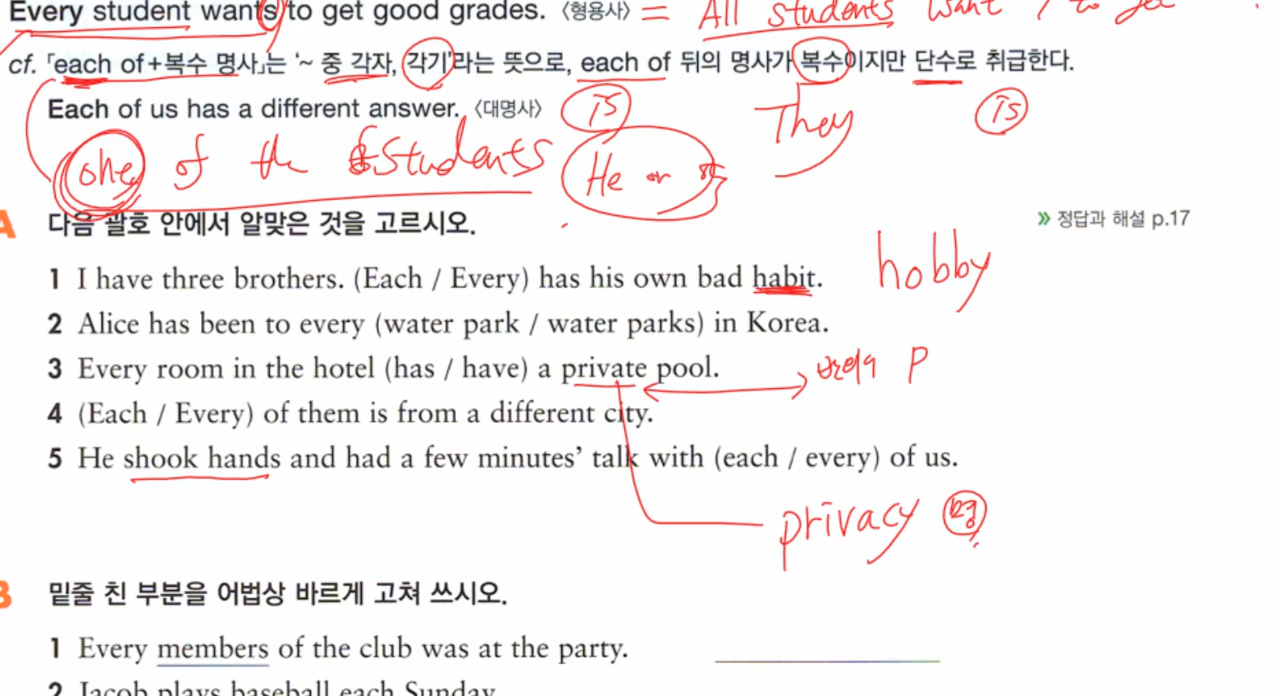 Every student wants to get good grades. 〈형용사〉 = All students want to get
cf. 「each of+복수 명사」는 '~ 중 각자, 각기'라는 뜻으로, each of 뒤의 명사가 복수이지만 단수로 취급한다.
Each of us has a different answer. 〈대명사〉 is They is
one of the students He or
A 다음 괄호 안에서 알맞은 것을 고르시오. » 정답과 해설 p.17
1 I have three brothers. (Each / Every) has his own bad habit. hobby
2 Alice has been to every (water park / water parks) in Korea.
3 Every room in the hotel (has / have) a private pool. P
4 (Each / Every) of them is from a different city.
5 He shook hands and had a few minutes' talk with (each / every) of us.
privacy 명
B 밑줄 친 부분을 어법상 바르게 고쳐 쓰시오.
1 Every members of the club was at the party.
2 Jacob plays baseball each Sunday.